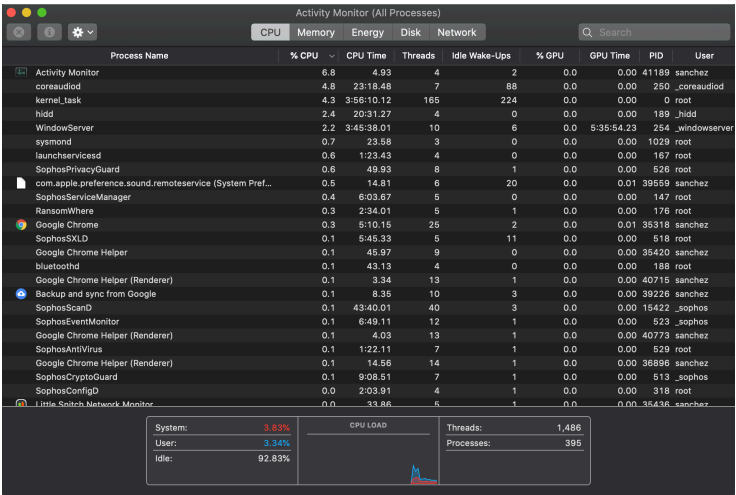 Activity Monitor (All Processes)
CPU Memory Energy Disk Network Search
Process Name % CPU CPU Time Threads Idle Wake-Ups % GPU GPU Time PID User
Activity Monitor 6.8 4.93 4 2 0.0 0.00 41189 sanchez
coreaudiod 4.8 23:18.48 7 88 0.0 0.00 250 _coreaudiod
kernel_task 4.3 3:56:10.12 165 224 0.0 0.00 0 root
hidd 2.4 20:31.27 4 0 0.0 0.00 189 _hidd
WindowServer 2.2 3:45:38.01 10 6 0.0 5:35:54.23 254 _windowserver
sysmond 0.7 23.58 3 0 0.0 0.00 1029 root
launchservicesd 0.6 1:23.43 4 0 0.0 0.00 167 root
SophosPrivacyGuard 0.6 49.93 8 1 0.0 0.00 526 root
com.apple.preference.sound.remoteservice (System Pref... 0.5 14.81 6 20 0.0 0.01 39559 sanchez
SophosServiceManager 0.4 6:03.67 5 0 0.0 0.00 147 root
RansomWhere 0.3 2:34.01 5 1 0.0 0.00 176 root
Google Chrome 0.3 5:10.15 25 2 0.0 0.01 35318 sanchez
SophosSXLD 0.1 5:45.33 5 11 0.0 0.00 518 root
Google Chrome Helper 0.1 45.97 9 0 0.0 0.00 35420 sanchez
bluetoothd 0.1 43.13 4 0 0.0 0.00 188 root
Google Chrome Helper (Renderer) 0.1 3.34 13 1 0.0 0.00 40715 sanchez
Backup and sync from Google 0.1 8.35 10 3 0.0 0.00 39226 sanchez
SophosScanD 0.1 43:40.01 40 3 0.0 0.00 15422 _sophos
SophosEventMonitor 0.1 6:49.11 12 1 0.0 0.00 523 _sophos
Google Chrome Helper (Renderer) 0.1 4.03 13 1 0.0 0.00 40773 sanchez
SophosAntiVirus 0.1 1:22.11 7 1 0.0 0.00 529 root
Google Chrome Helper (Renderer) 0.1 14.56 14 1 0.0 0.00 36896 sanchez
SophosCryptoGuard 0.1 9:08.51 7 1 0.0 0.00 513 _sophos
SophosConfigD 0.0 2:03.91 4 1 0.0 0.00 318 root
Little Snitch Network Monitor 0.0 33.86 5 1 0.0 0.00 35436 sanchez
System: 3.83% CPU LOAD Threads: 1,486
User: 3.34% Processes: 395
Idle: 92.83%